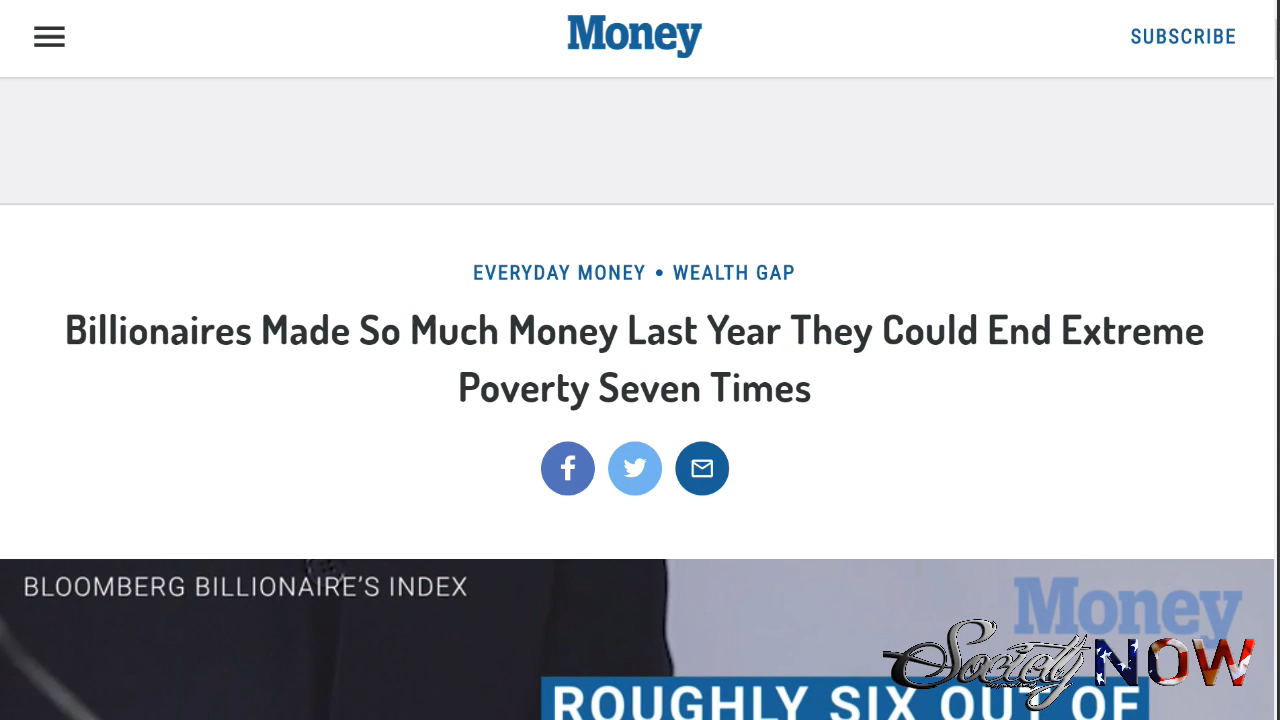 Money
SUBSCRIBE
EVERYDAY MONEY • WEALTH GAP
Billionaires Made So Much Money Last Year They Could End Extreme
Poverty Seven Times
BLOOMBERG BILLIONAIRE'S INDEX
Money
Society NOW
ROUGHLY SIX OUT OF